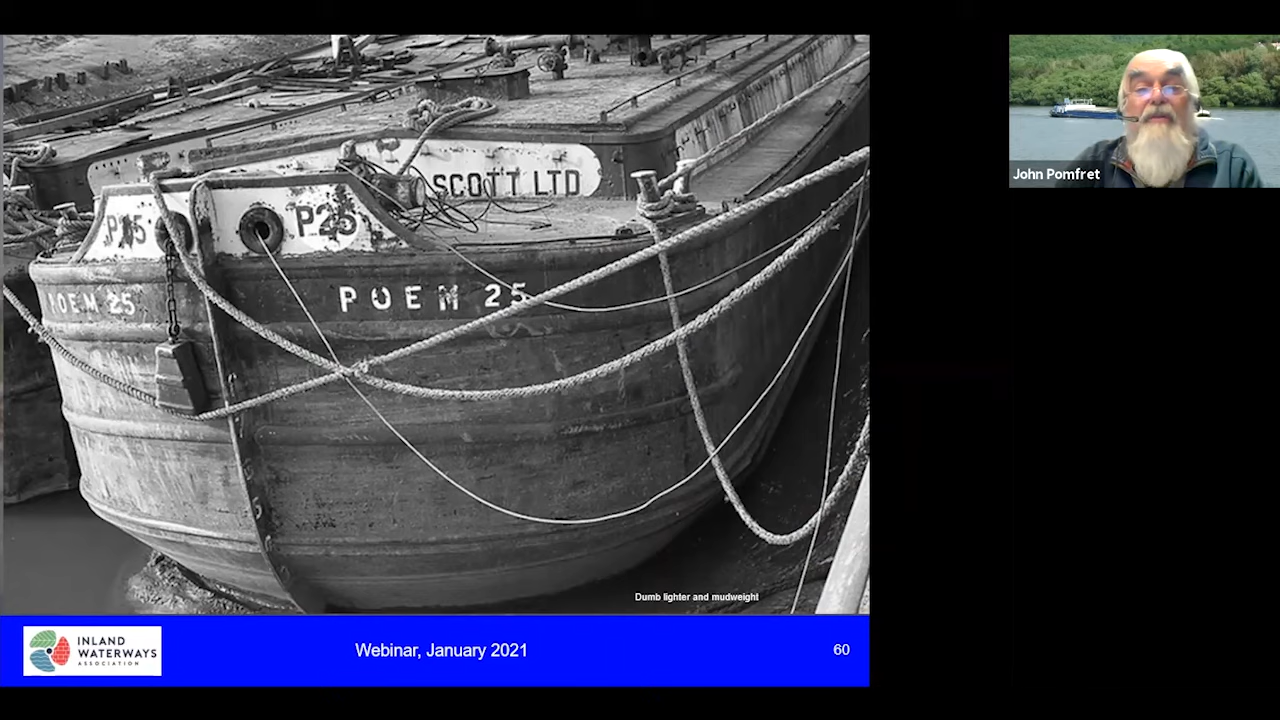 SCOTT LTD
P25
P25
POEM 25
POEM 25
Dumb lighter and mudweight
INLAND
WATERWAYS
ASSOCIATION
Webinar, January 2021
60
John Pomfret